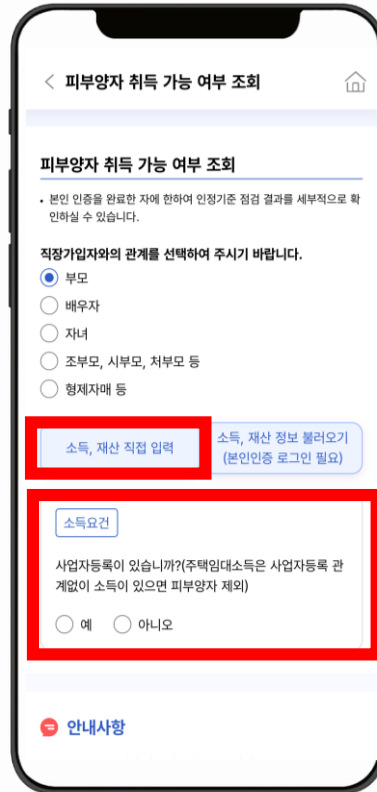 피부양자 취득 가능 여부 조회
피부양자 취득 가능 여부 조회
• 본인 인증을 완료한 자에 한하여 인정기준 점검 결과를 세부적으로 확
인하실 수 있습니다.
직장가입자와의 관계를 선택하여 주시기 바랍니다.
부모
배우자
자녀
조부모, 시부모, 처부모 등
형제자매 등
소득, 재산 직접 입력
소득, 재산 정보 불러오기
(본인인증 로그인 필요)
소득요건
사업자등록이 있습니까?(주택임대소득은 사업자등록 관
계없이 소득이 있으면 피부양자 제외)
예 아니오
안내사항